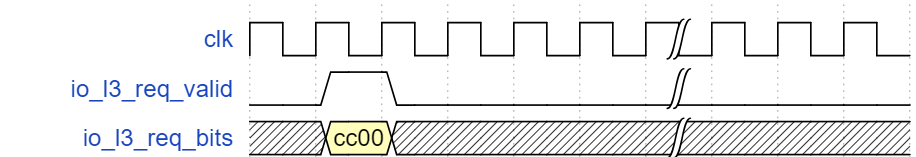 clk
io_l3_req_valid
io_l3_req_bits cc00